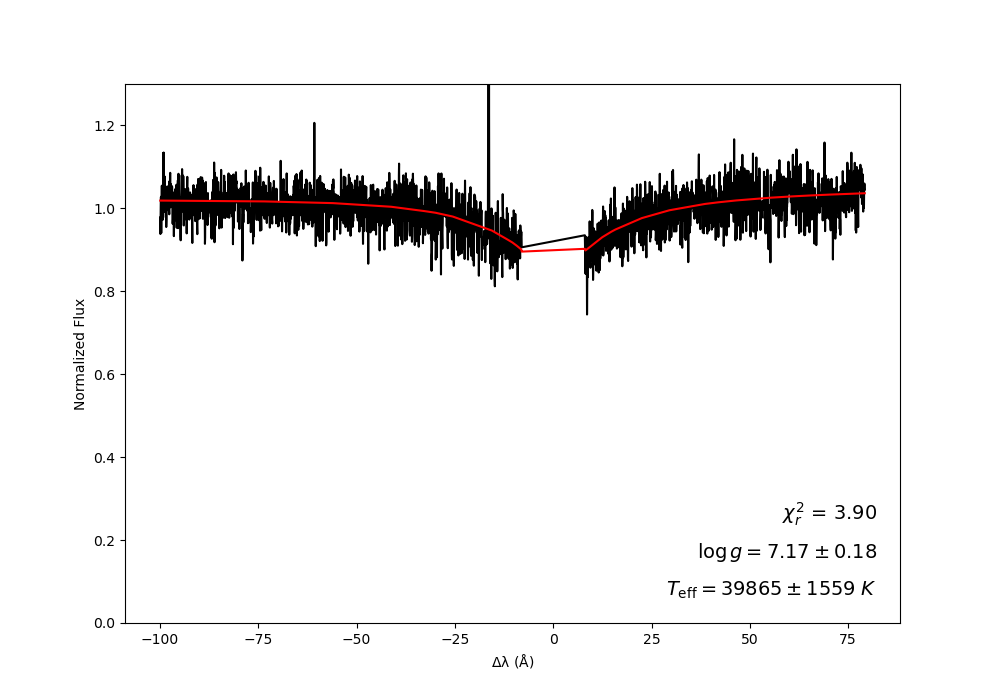 1.2
1.0
0.8
0.6
0.4
0.2
0.0
Normalized Flux
χ²ᵣ = 3.90
log g = 7.17 ± 0.18
T_eff = 39865 ± 1559 K
−100 −75 −50 −25 0 25 50 75
Δλ (Å)